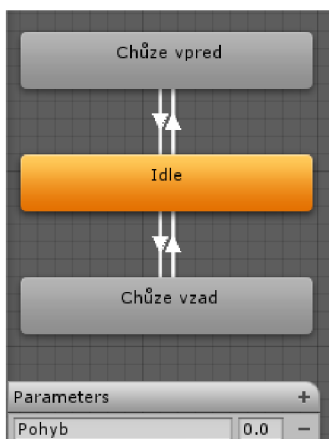 Chůze vpred
Idle
Chůze vzad
Parameters +
Pohyb 0.0 −